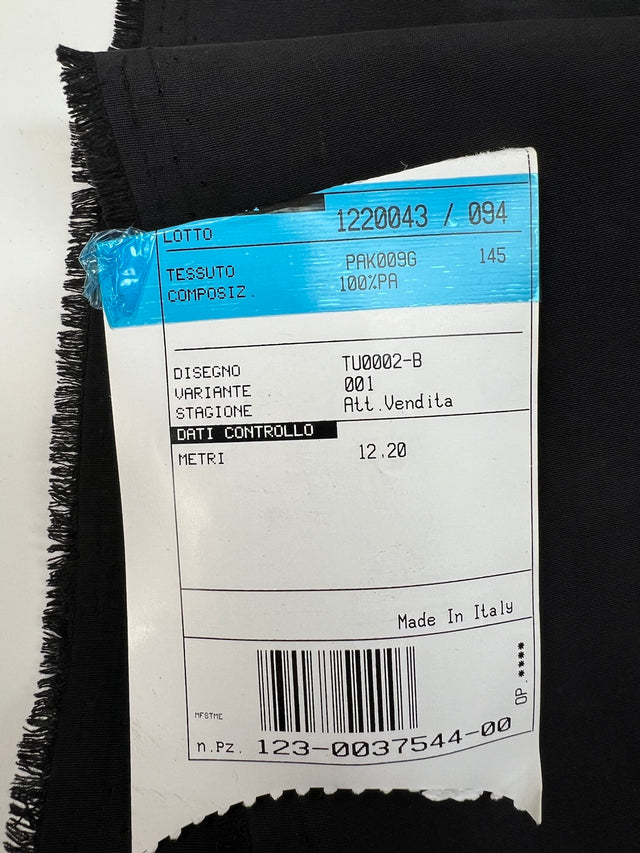 LOTTO 1220043 / 094
TESSUTO PAK009G 145
COMPOSIZ. 100%PA
DISEGNO TU0002-B
VARIANTE 001
STAGIONE Att.Vendita
DATI CONTROLLO
METRI 12,20
Made In Italy
OP.****
MFSTME
n.Pz. 123-0037544-00